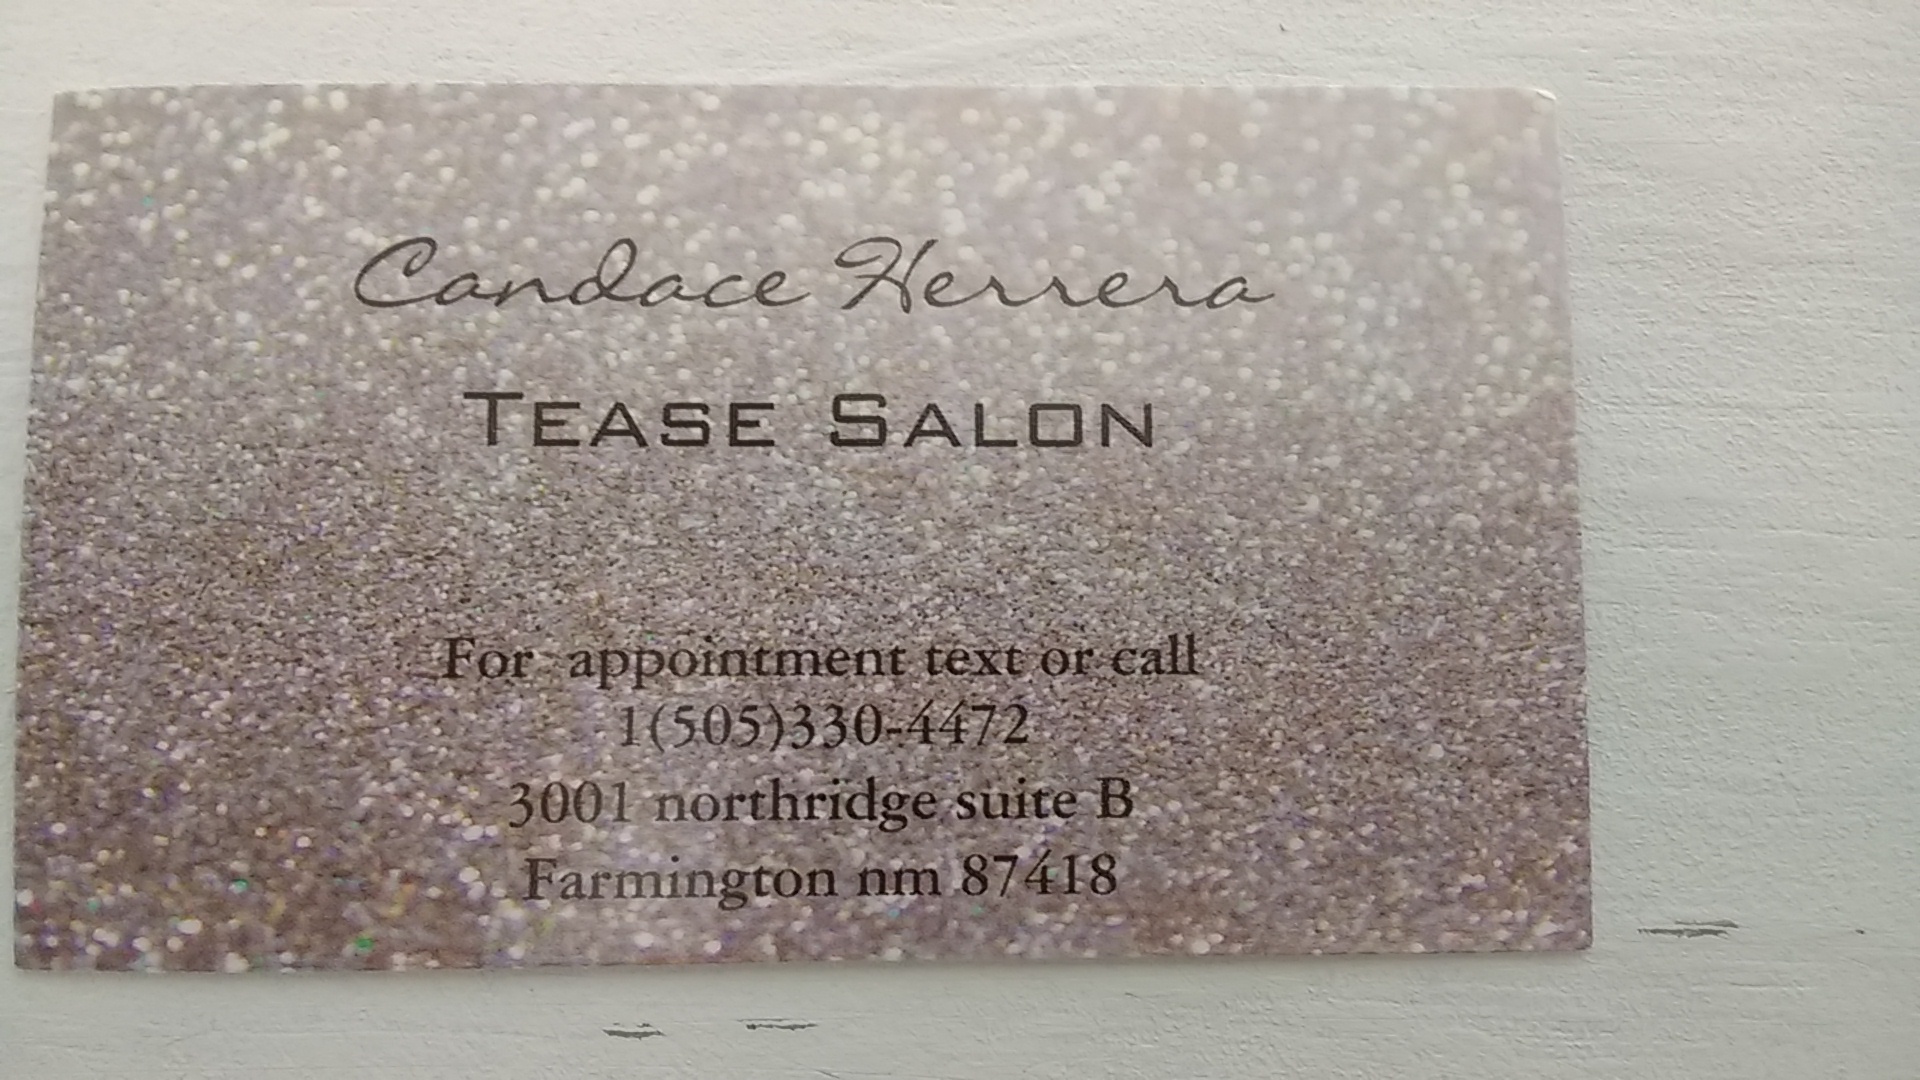 Candace Herrera
TEASE SALON
For appointment text or call
1(505)330-4472
3001 northridge suite B
Farmington nm 87418